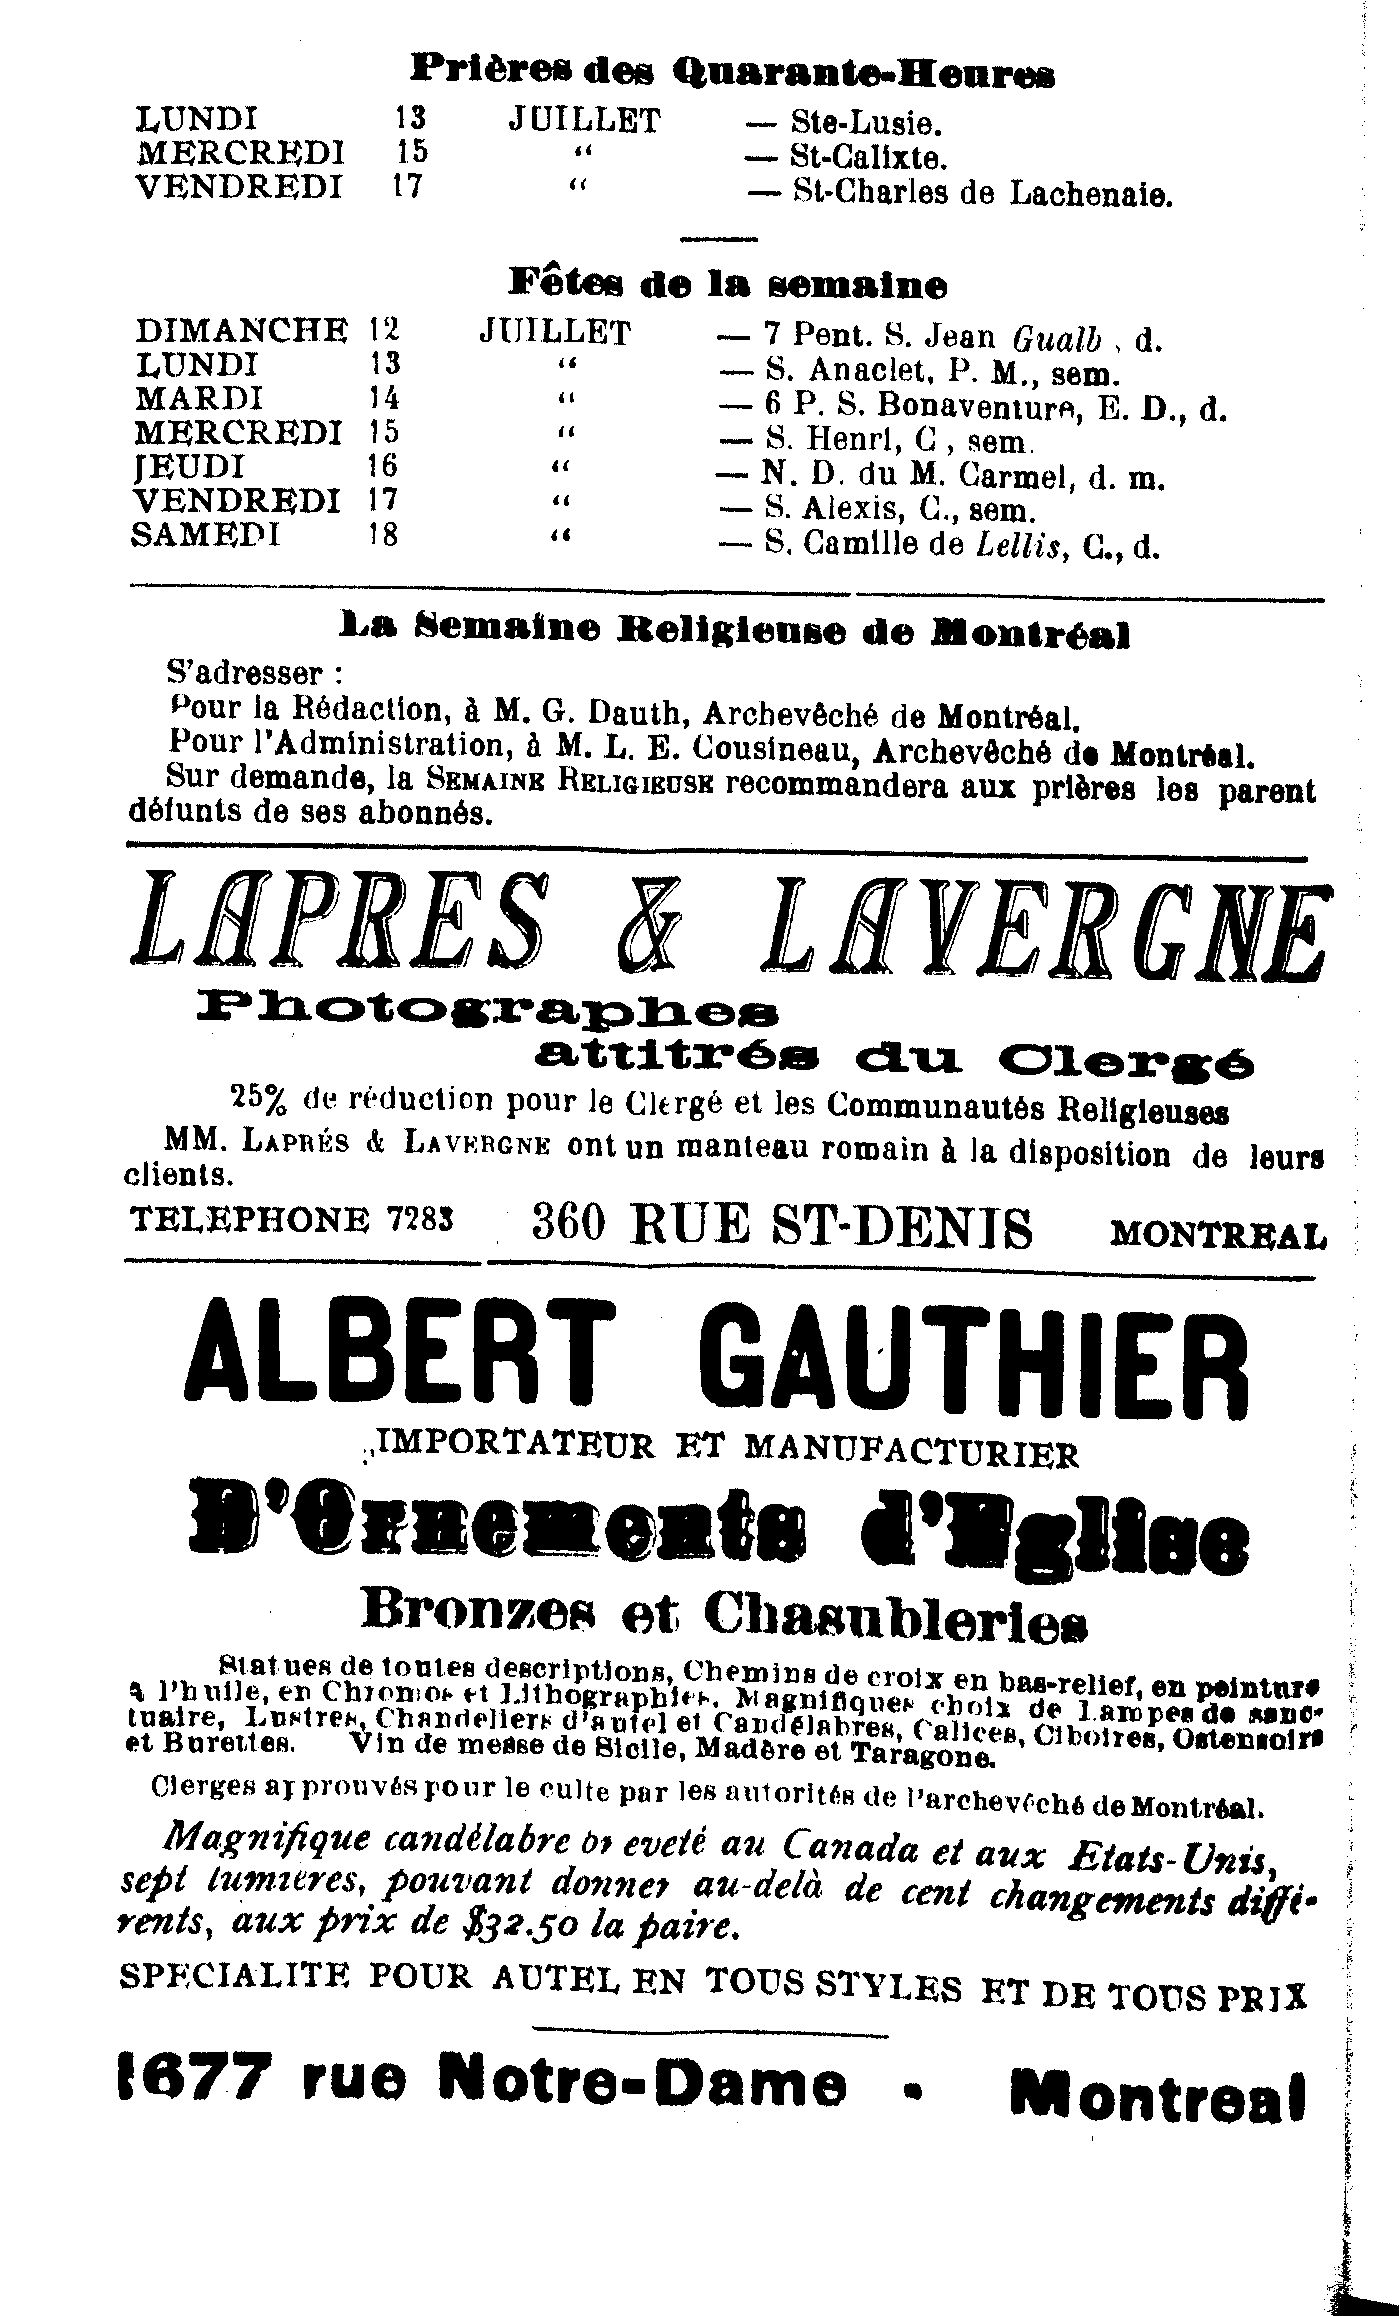 Prières des Quarante-Heures
LUNDI 13 JUILLET — Ste-Lusie.
MERCREDI 15 “ — St-Calixte.
VENDREDI 17 “ — St-Charles de Lachenaie.
Fêtes de la semaine
DIMANCHE 12 JUILLET — 7 Pent. S. Jean Gualb , d.
LUNDI 13 “ — S. Anaclet, P. M., sem.
MARDI 14 “ — 6 P. S. Bonaventure, E. D., d.
MERCREDI 15 “ — S. Henri, C , sem.
JEUDI 16 “ — N. D. du M. Carmel, d. m.
VENDREDI 17 “ — S. Alexis, C., sem.
SAMEDI 18 “ — S. Camille de Lellis, C., d.
La Semaine Religieuse de Montréal
S'adresser :
Pour la Rédaction, à M. G. Dauth, Archevêché de Montréal.
Pour l'Administration, à M. L. E. Cousineau, Archevêché de Montréal.
Sur demande, la SEMAINE RELIGIEUSE recommandera aux prières les parent
défunts de ses abonnés.
LAPRES & LAVERGNE
Photographes
attitrés du Clergé
25% de réduction pour le Clergé et les Communautés Religieuses
MM. LAPRÉS & LAVERGNE ont un manteau romain à la disposition de leurs
clients.
TELEPHONE 7283 360 RUE ST-DENIS MONTREAL
ALBERT GAUTHIER
IMPORTATEUR ET MANUFACTURIER
D'Ornements d'Eglise
Bronzes et Chasubleries
Statues de toutes descriptions, Chemins de croix en bas-relief, en peinture
à l'huile, en Chromos et Lithographies. Magnifiques choix de Lampes de sanc-
tuaire, Lustres, Chandeliers d'autel et Candélabres, Calices, Ciboires, Ostensoirs
et Burettes. Vin de messe de Sicile, Madère et Taragone.
Cierges approuvés pour le culte par les autorités de l'archevêché de Montréal.
Magnifique candélabre breveté au Canada et aux Etats-Unis,
sept lumières, pouvant donner au-delà de cent changements diffé-
rents, aux prix de $32.50 la paire.
SPECIALITE POUR AUTEL EN TOUS STYLES ET DE TOUS PRIX
1677 rue Notre-Dame - Montreal